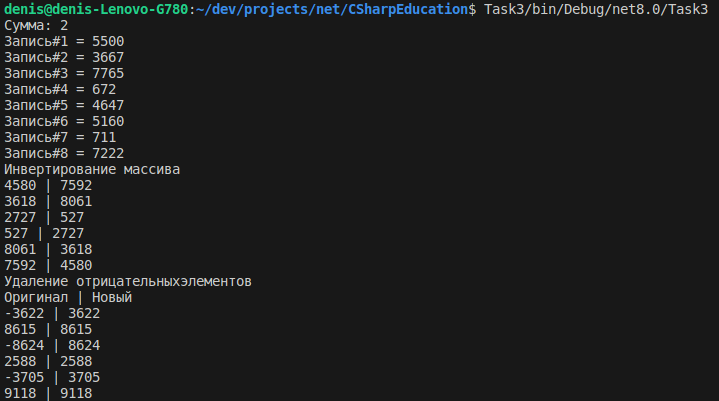 denis@denis-Lenovo-G780:~/dev/projects/net/CSharpEducation$ Task3/bin/Debug/net8.0/Task3
Сумма: 2
Запись#1 = 5500
Запись#2 = 3667
Запись#3 = 7765
Запись#4 = 672
Запись#5 = 4647
Запись#6 = 5160
Запись#7 = 711
Запись#8 = 7222
Инвертирование массива
4580 | 7592
3618 | 8061
2727 | 527
527 | 2727
8061 | 3618
7592 | 4580
Удаление отрицательныхэлементов
Оригинал | Новый
-3622 | 3622
8615 | 8615
-8624 | 8624
2588 | 2588
-3705 | 3705
9118 | 9118